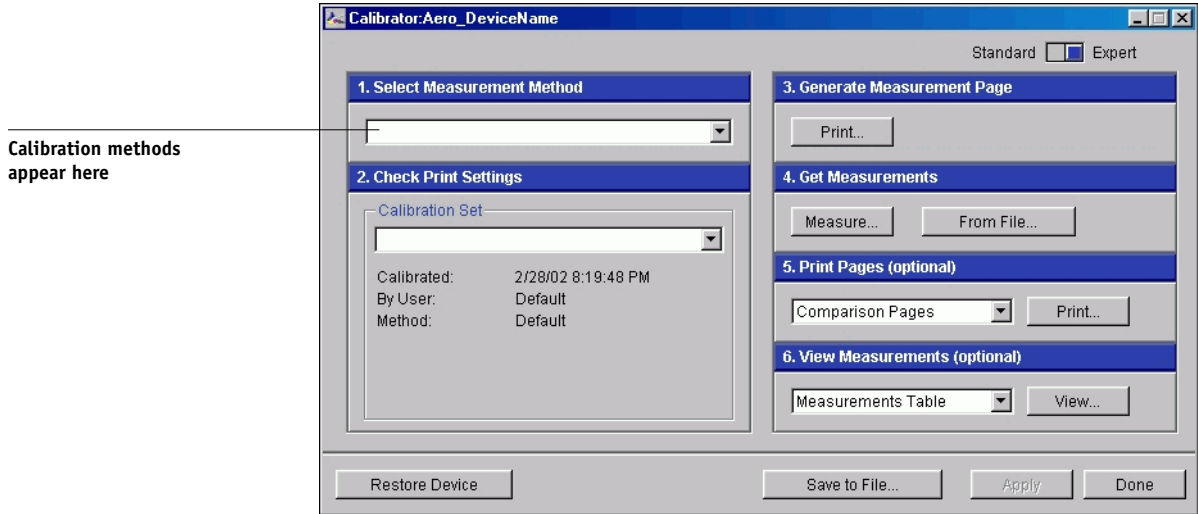 Calibrator:Aero_DeviceName
Standard Expert
Calibration methods
appear here
1. Select Measurement Method
2. Check Print Settings
Calibration Set
Calibrated: 2/28/02 8:19:48 PM
By User: Default
Method: Default
3. Generate Measurement Page
Print...
4. Get Measurements
Measure... From File...
5. Print Pages (optional)
Comparison Pages Print...
6. View Measurements (optional)
Measurements Table View...
Restore Device Save to File... Apply Done